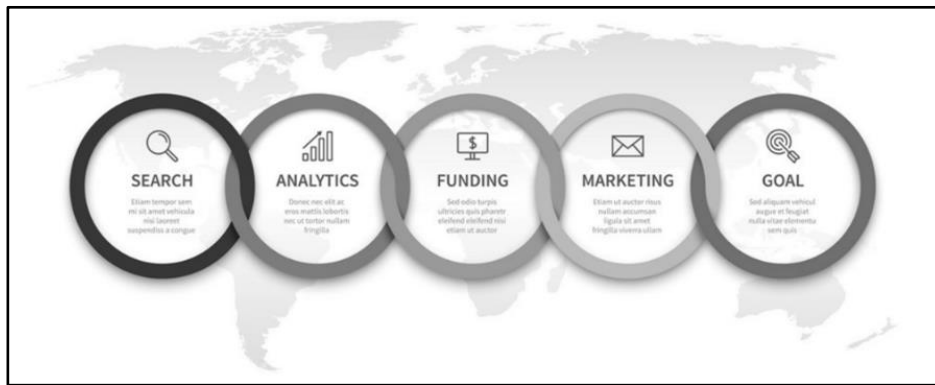 SEARCH
Etiam tempor sem
mi sit amet vehicula
nisi laoreet
suspendiss a congue
ANALYTICS
Donec nec elit ac
eros mattis lobortis
nec ut tortor nullam
fringilla
$
FUNDING
Sed odio turpis
ultricies quis pharetr
eleifend eleifend nisi
etiam ut auctor
MARKETING
Etiam ut auctor risus
nullam accumsan
ligula sit amet
fringilla viverra ullam
GOAL
Sed aliquam vehicul
augue et feugiat
nulla vitae elementu
sem quis